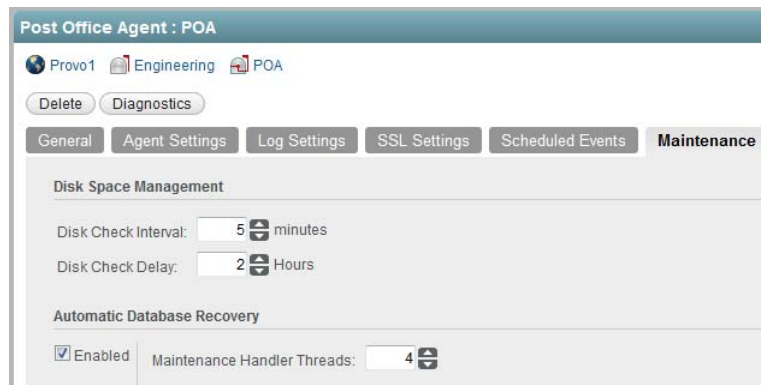 Post Office Agent : POA
Provo1 Engineering POA
Delete Diagnostics
General Agent Settings Log Settings SSL Settings Scheduled Events Maintenance
Disk Space Management
Disk Check Interval: 5 minutes
Disk Check Delay: 2 Hours
Automatic Database Recovery
Enabled Maintenance Handler Threads: 4